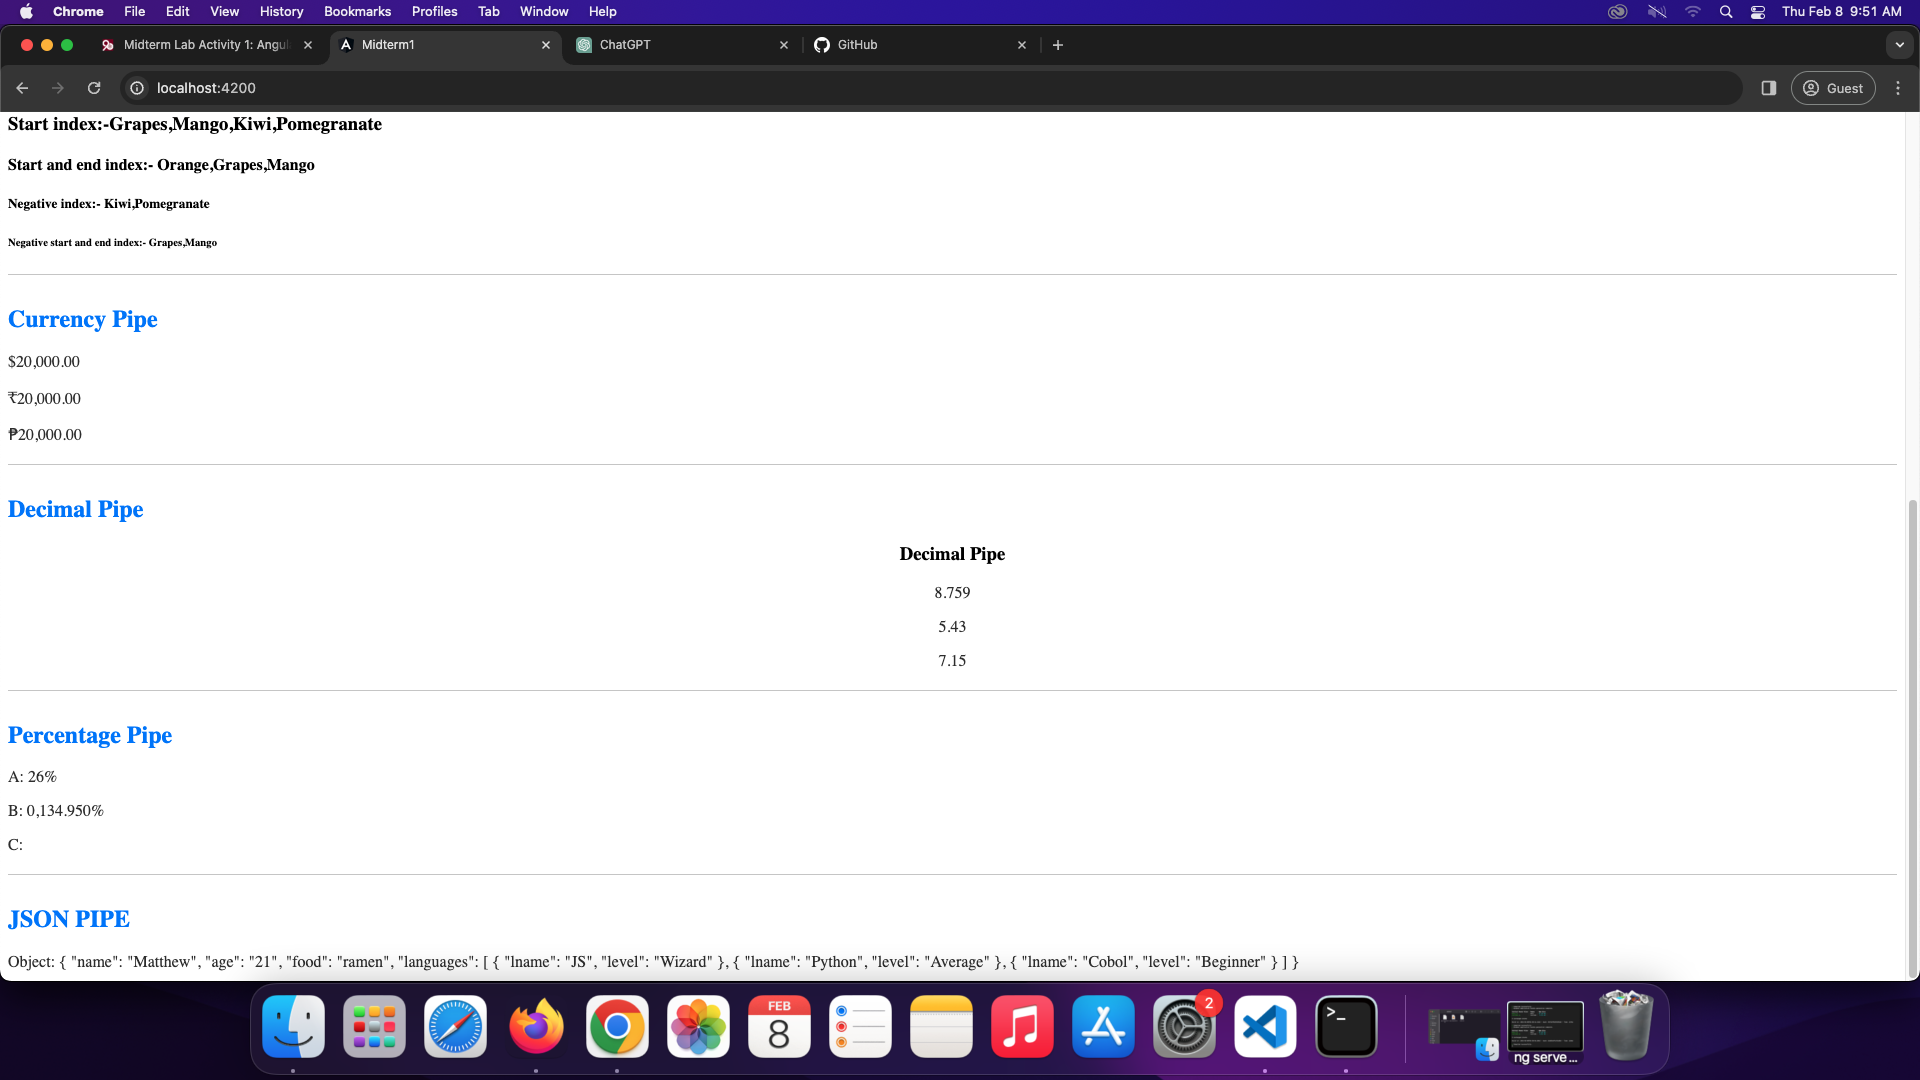 Chrome File Edit View History Bookmarks Profiles Tab Window Help Thu Feb 8 9:51 AM
Midterm Lab Activity 1: Angul Midterm1 ChatGPT GitHub
localhost:4200 Guest
Start index:-Grapes,Mango,Kiwi,Pomegranate
Start and end index:- Orange,Grapes,Mango
Negative index:- Kiwi,Pomegranate
Negative start and end index:- Grapes,Mango
Currency Pipe
$20,000.00
₹20,000.00
₱20,000.00
Decimal Pipe
Decimal Pipe
8.759
5.43
7.15
Percentage Pipe
A: 26%
B: 0,134.950%
C:
JSON PIPE
Object: { "name": "Matthew", "age": "21", "food": "ramen", "languages": [ { "lname": "JS", "level": "Wizard" }, { "lname": "Python", "level": "Average" }, { "lname": "Cobol", "level": "Beginner" } ] }
FEB
8
2
>_
ng serve ...